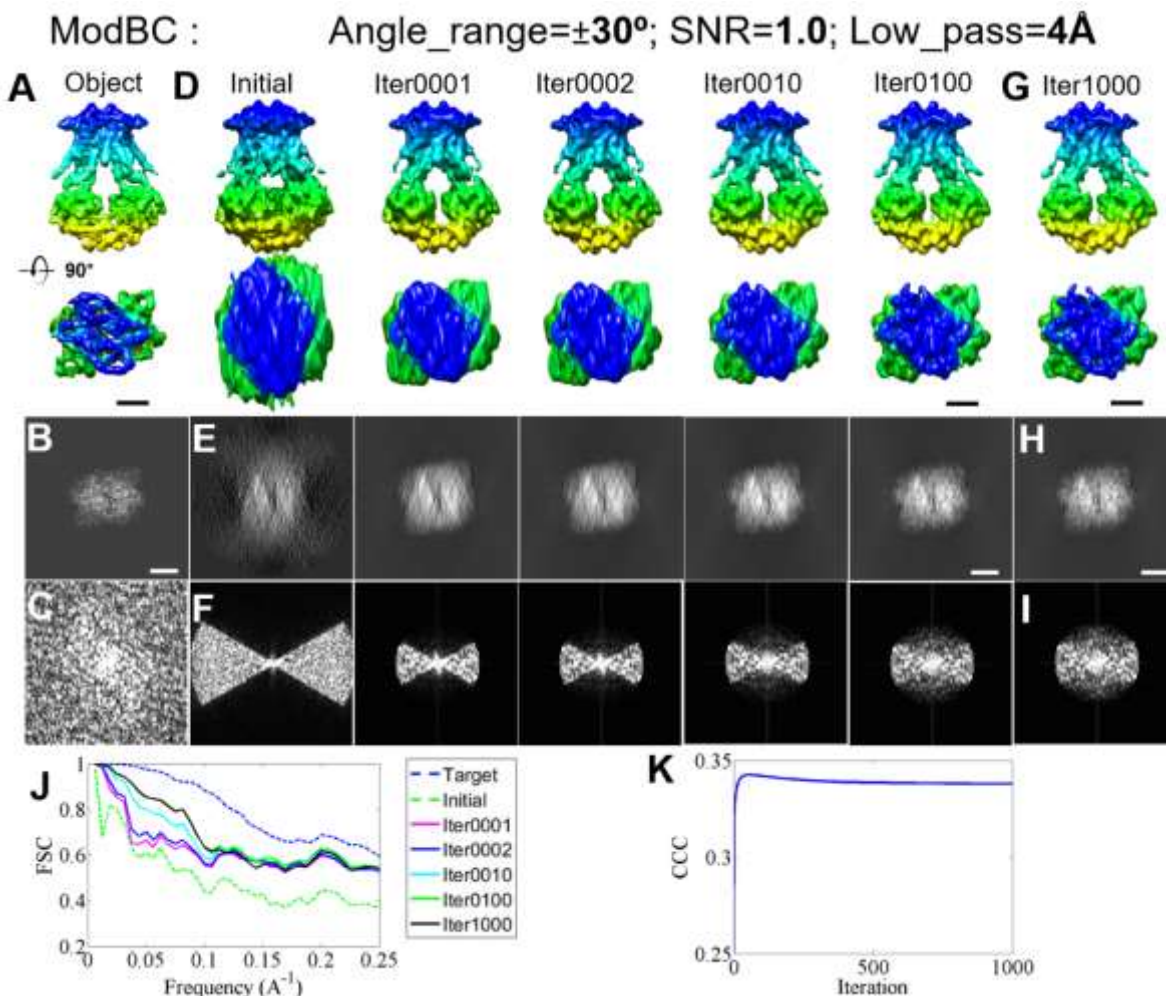 ModBC : Angle_range=±30º; SNR=1.0; Low_pass=4Å
A Object D Initial Iter0001 Iter0002 Iter0010 Iter0100 G Iter1000
90°
B E H
C F I
J
1
0.8
0.6
0.4
0.2
FSC
0 0.05 0.1 0.15 0.2 0.25
Frequency (A⁻¹)
Target
Initial
Iter0001
Iter0002
Iter0010
Iter0100
Iter1000
K
0.35
0.3
0.25
CCC
0 500 1000
Iteration